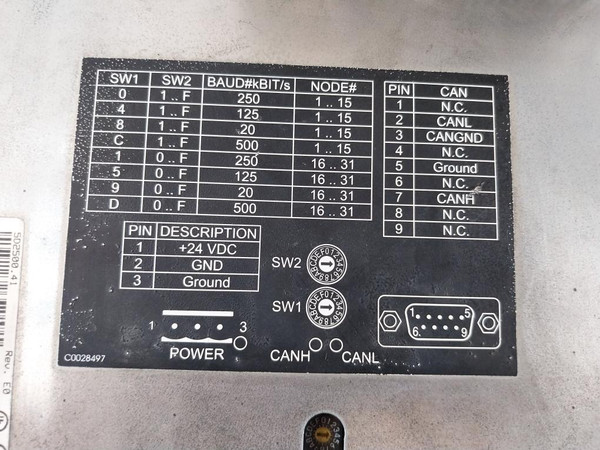 SW1 SW2 BAUD#kBIT/s NODE#
0 1 .. F 250 1 .. 15
4 1 .. F 125 1 .. 15
8 1 .. F 20 1 .. 15
C 1 .. F 500 1 .. 15
1 0 .. F 250 16 .. 31
5 0 .. F 125 16 .. 31
9 0 .. F 20 16 .. 31
D 0 .. F 500 16 .. 31
PIN CAN
1 N.C.
2 CANL
3 CANGND
4 N.C.
5 Ground
6 N.C.
7 CANH
8 N.C.
9 N.C.
PIN DESCRIPTION
1 +24 VDC
2 GND
3 Ground
SW2
SW1
1 3
POWER
CANH CANL
1 5
6 9
C0028497
Rev. E0